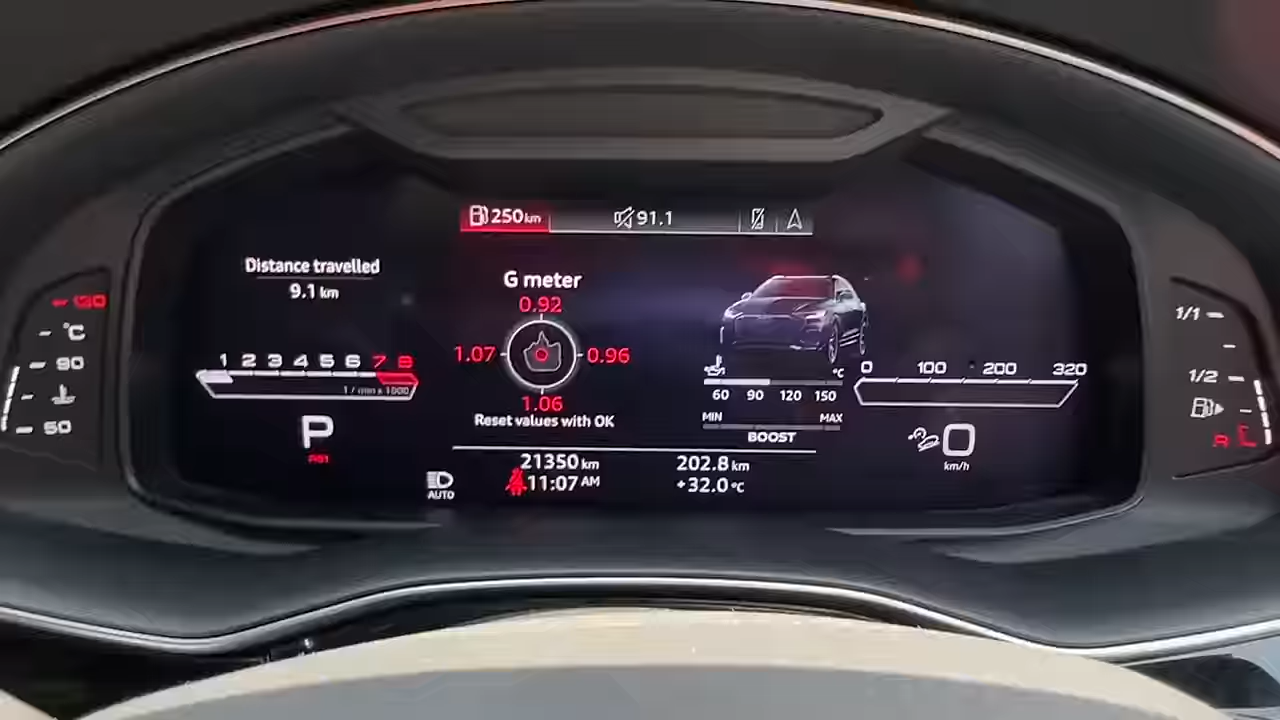 250 km
91.1
Distance travelled
9.1 km
G meter
0.92
1.07
0.96
1.06
Reset values with OK
130
°C
90
50
1 2 3 4 5 6 7 8
1 / min x 1000
P
AUTO
°C
60 90 120 150
MIN MAX
BOOST
0 100 200 320
0
km/h
21350 km
11:07 AM
202.8 km
+32.0 °C
1/1
1/2
R